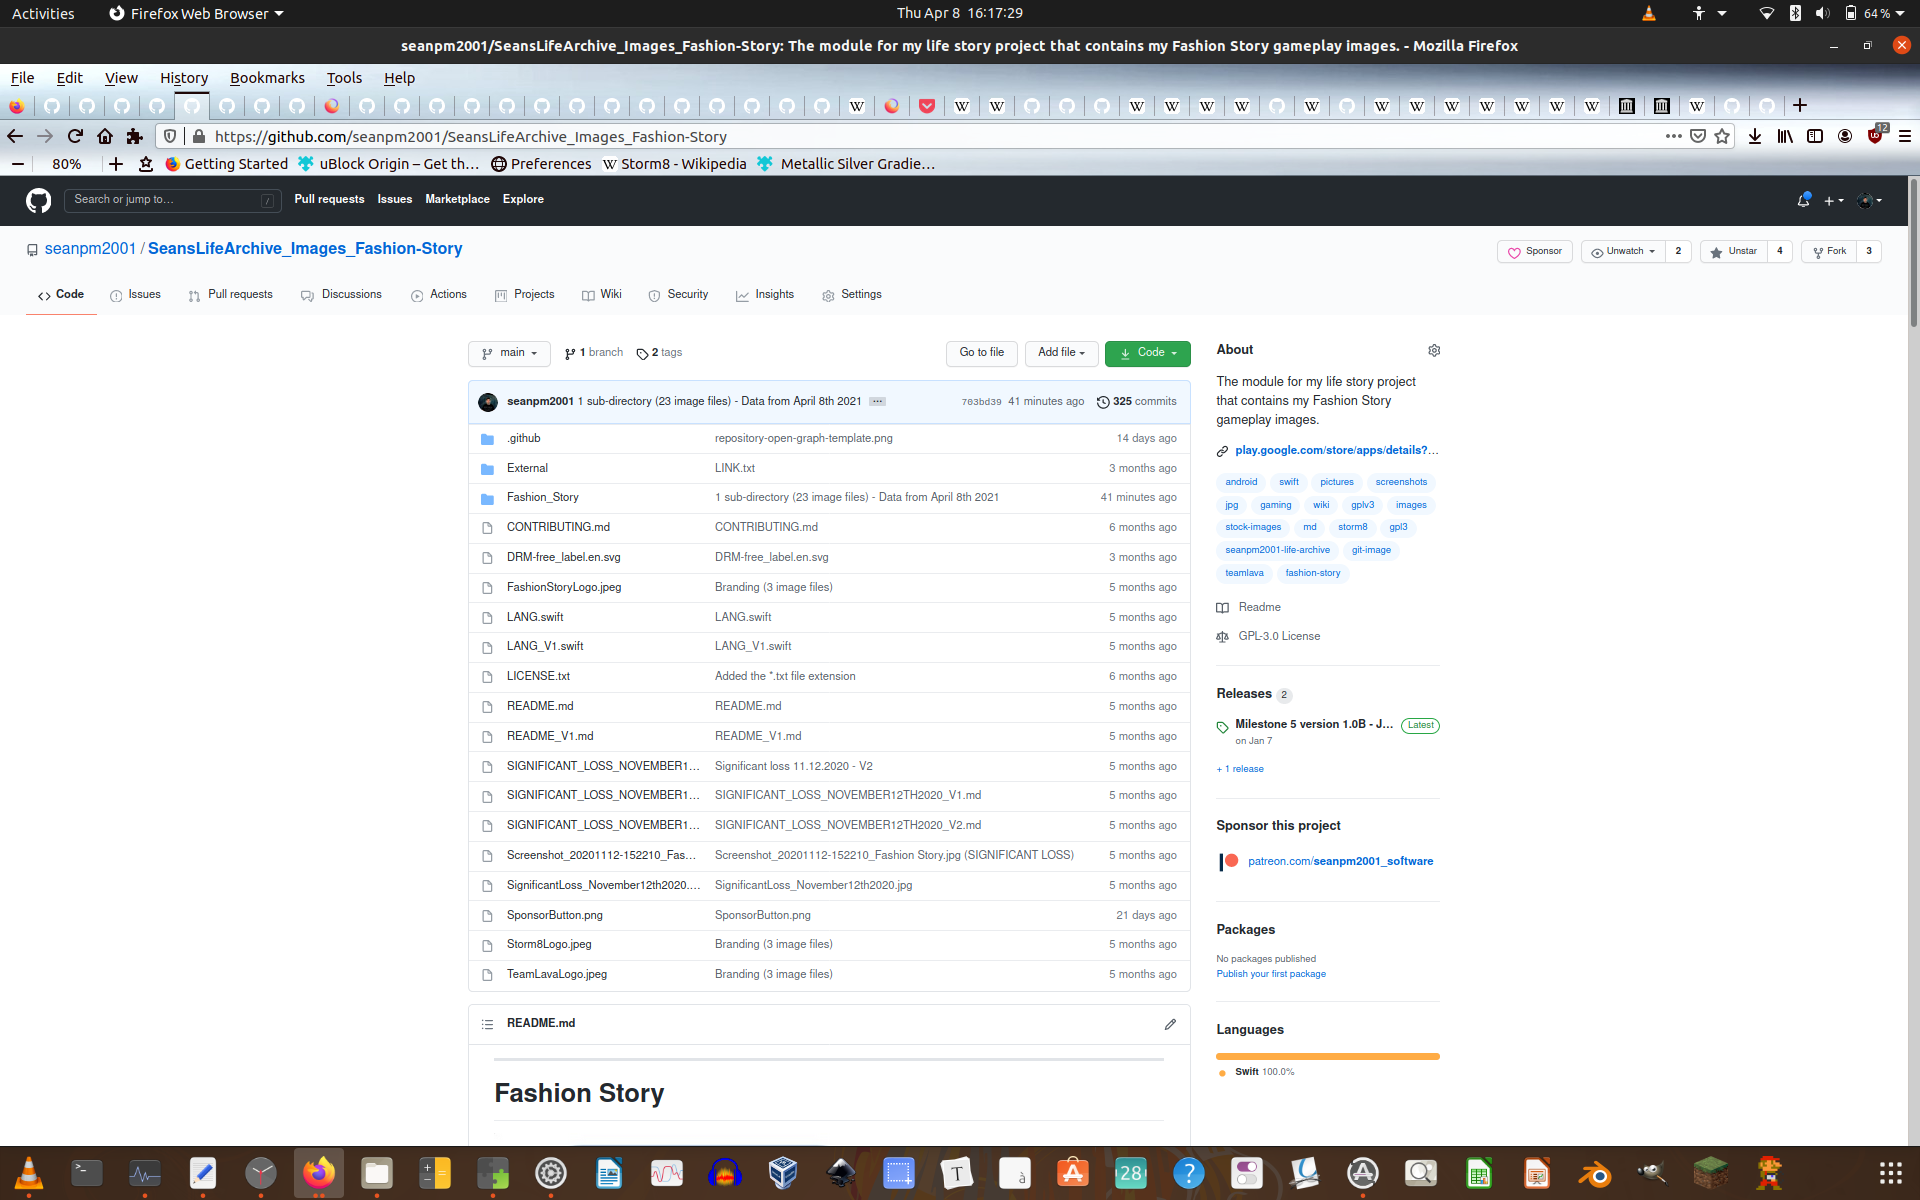 Activities Firefox Web Browser Thu Apr 8 16:17:29 64 %
seanpm2001/SeansLifeArchive_Images_Fashion-Story: The module for my life story project that contains my Fashion Story gameplay images. - Mozilla Firefox
File Edit View History Bookmarks Tools Help
https://github.com/seanpm2001/SeansLifeArchive_Images_Fashion-Story 12
80% Getting Started uBlock Origin – Get th… Preferences Storm8 - Wikipedia Metallic Silver Gradie…
Search or jump to… / Pull requests Issues Marketplace Explore
seanpm2001 / SeansLifeArchive_Images_Fashion-Story Sponsor Unwatch 2 Unstar 4 Fork 3
Code Issues Pull requests Discussions Actions Projects Wiki Security Insights Settings
main 1 branch 2 tags Go to file Add file Code
seanpm2001 1 sub-directory (23 image files) - Data from April 8th 2021 … 703bd39 41 minutes ago 325 commits
.github repository-open-graph-template.png 14 days ago
External LINK.txt 3 months ago
Fashion_Story 1 sub-directory (23 image files) - Data from April 8th 2021 41 minutes ago
CONTRIBUTING.md CONTRIBUTING.md 6 months ago
DRM-free_label.en.svg DRM-free_label.en.svg 3 months ago
FashionStoryLogo.jpeg Branding (3 image files) 5 months ago
LANG.swift LANG.swift 5 months ago
LANG_V1.swift LANG_V1.swift 5 months ago
LICENSE.txt Added the *.txt file extension 6 months ago
README.md README.md 5 months ago
README_V1.md README_V1.md 5 months ago
SIGNIFICANT_LOSS_NOVEMBER1… Significant loss 11.12.2020 - V2 5 months ago
SIGNIFICANT_LOSS_NOVEMBER1… SIGNIFICANT_LOSS_NOVEMBER12TH2020_V1.md 5 months ago
SIGNIFICANT_LOSS_NOVEMBER1… SIGNIFICANT_LOSS_NOVEMBER12TH2020_V2.md 5 months ago
Screenshot_20201112-152210_Fas… Screenshot_20201112-152210_Fashion Story.jpg (SIGNIFICANT LOSS) 5 months ago
SignificantLoss_November12th2020.… SignificantLoss_November12th2020.jpg 5 months ago
SponsorButton.png SponsorButton.png 21 days ago
Storm8Logo.jpeg Branding (3 image files) 5 months ago
TeamLavaLogo.jpeg Branding (3 image files) 5 months ago
README.md
Fashion Story
About
The module for my life story project
that contains my Fashion Story
gameplay images.
play.google.com/store/apps/details?…
android swift pictures screenshots
jpg gaming wiki gplv3 images
stock-images md storm8 gpl3
seanpm2001-life-archive git-image
teamlava fashion-story
Readme
GPL-3.0 License
Releases 2
Milestone 5 version 1.0B - J… Latest
on Jan 7
+ 1 release
Sponsor this project
patreon.com/seanpm2001_software
Packages
No packages published
Publish your first package
Languages
Swift 100.0%